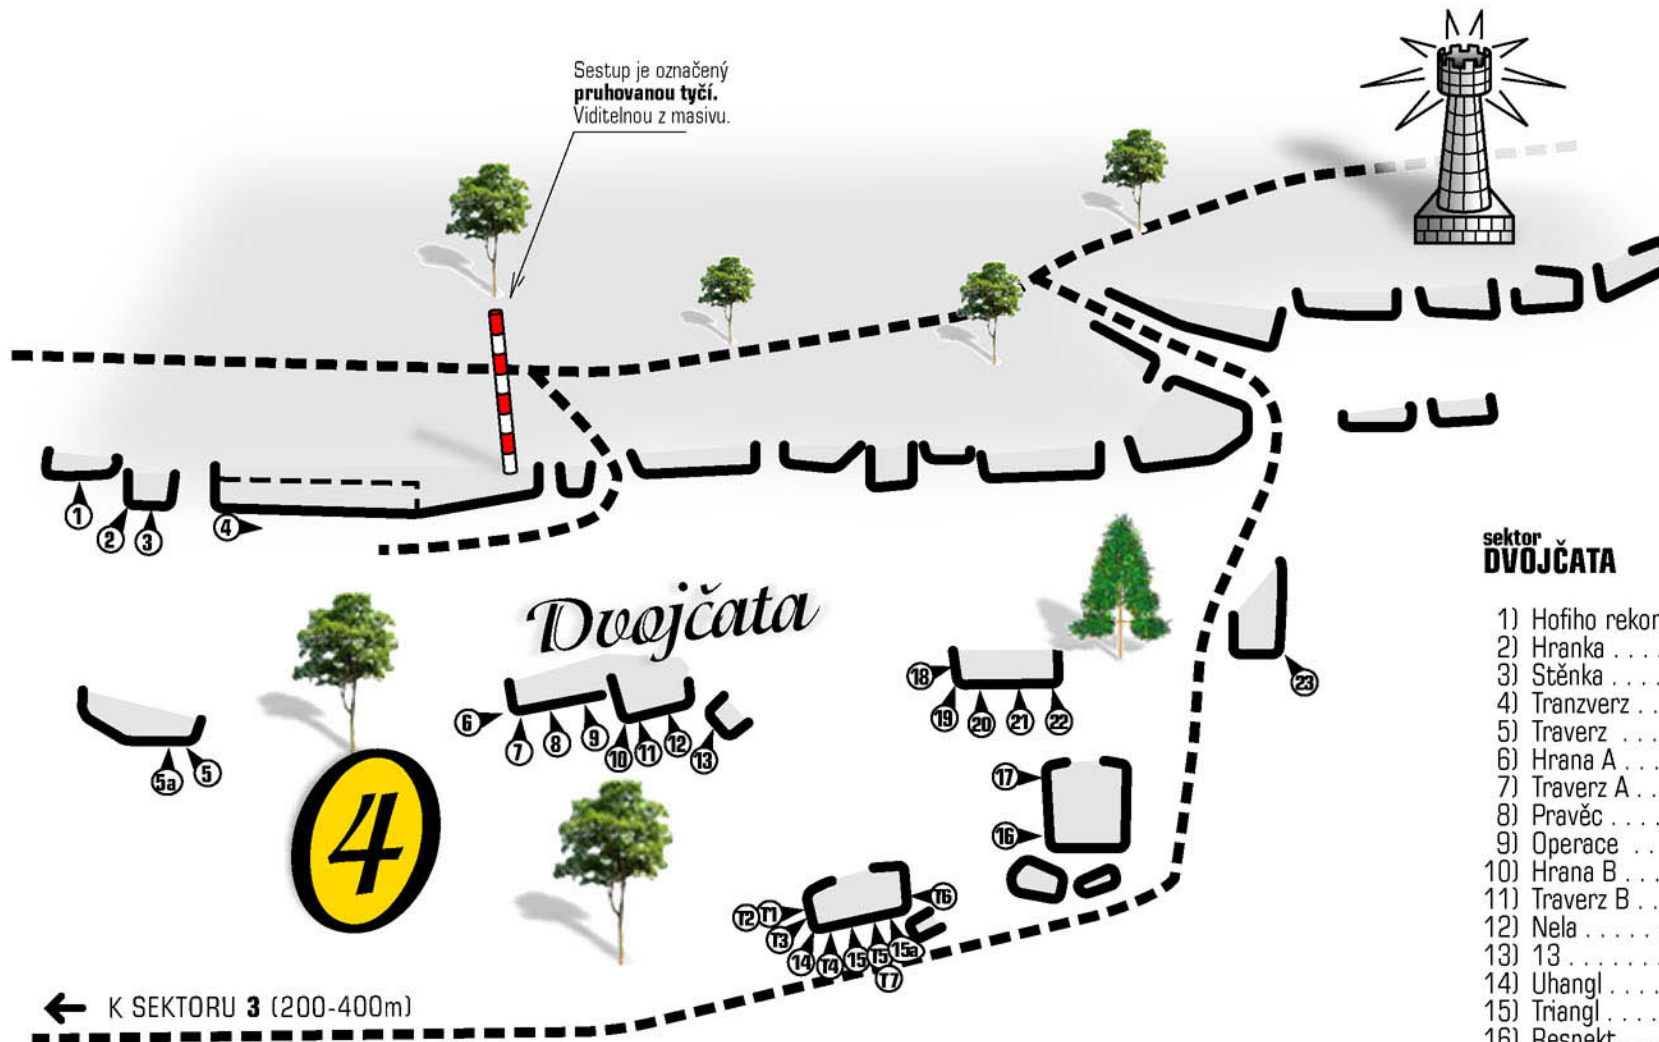 Sestup je označený
pruhovanou tyčí.
Viditelnou z masivu.
1
2
3
4
Dvojčata
5a
5
6
7
8
9
10
11
12
13
18
19
20
21
22
23
17
16
4
T2
T1
T3
14
T4
15
T5
15a
T7
T6
← K SEKTORU 3 (200-400m)
sektor
DVOJČATA
1) Hofiho rekor
2) Hranka . . . .
3) Stěnka . . . .
4) Tranzverz . .
5) Traverz . . .
6) Hrana A . . .
7) Traverz A . .
8) Pravěc . . . .
9) Operace . . .
10) Hrana B . . .
11) Traverz B . .
12) Nela . . . . .
13) 13 . . . . . . .
14) Uhangl . . . .
15) Triangl . . . .
16) Respekt